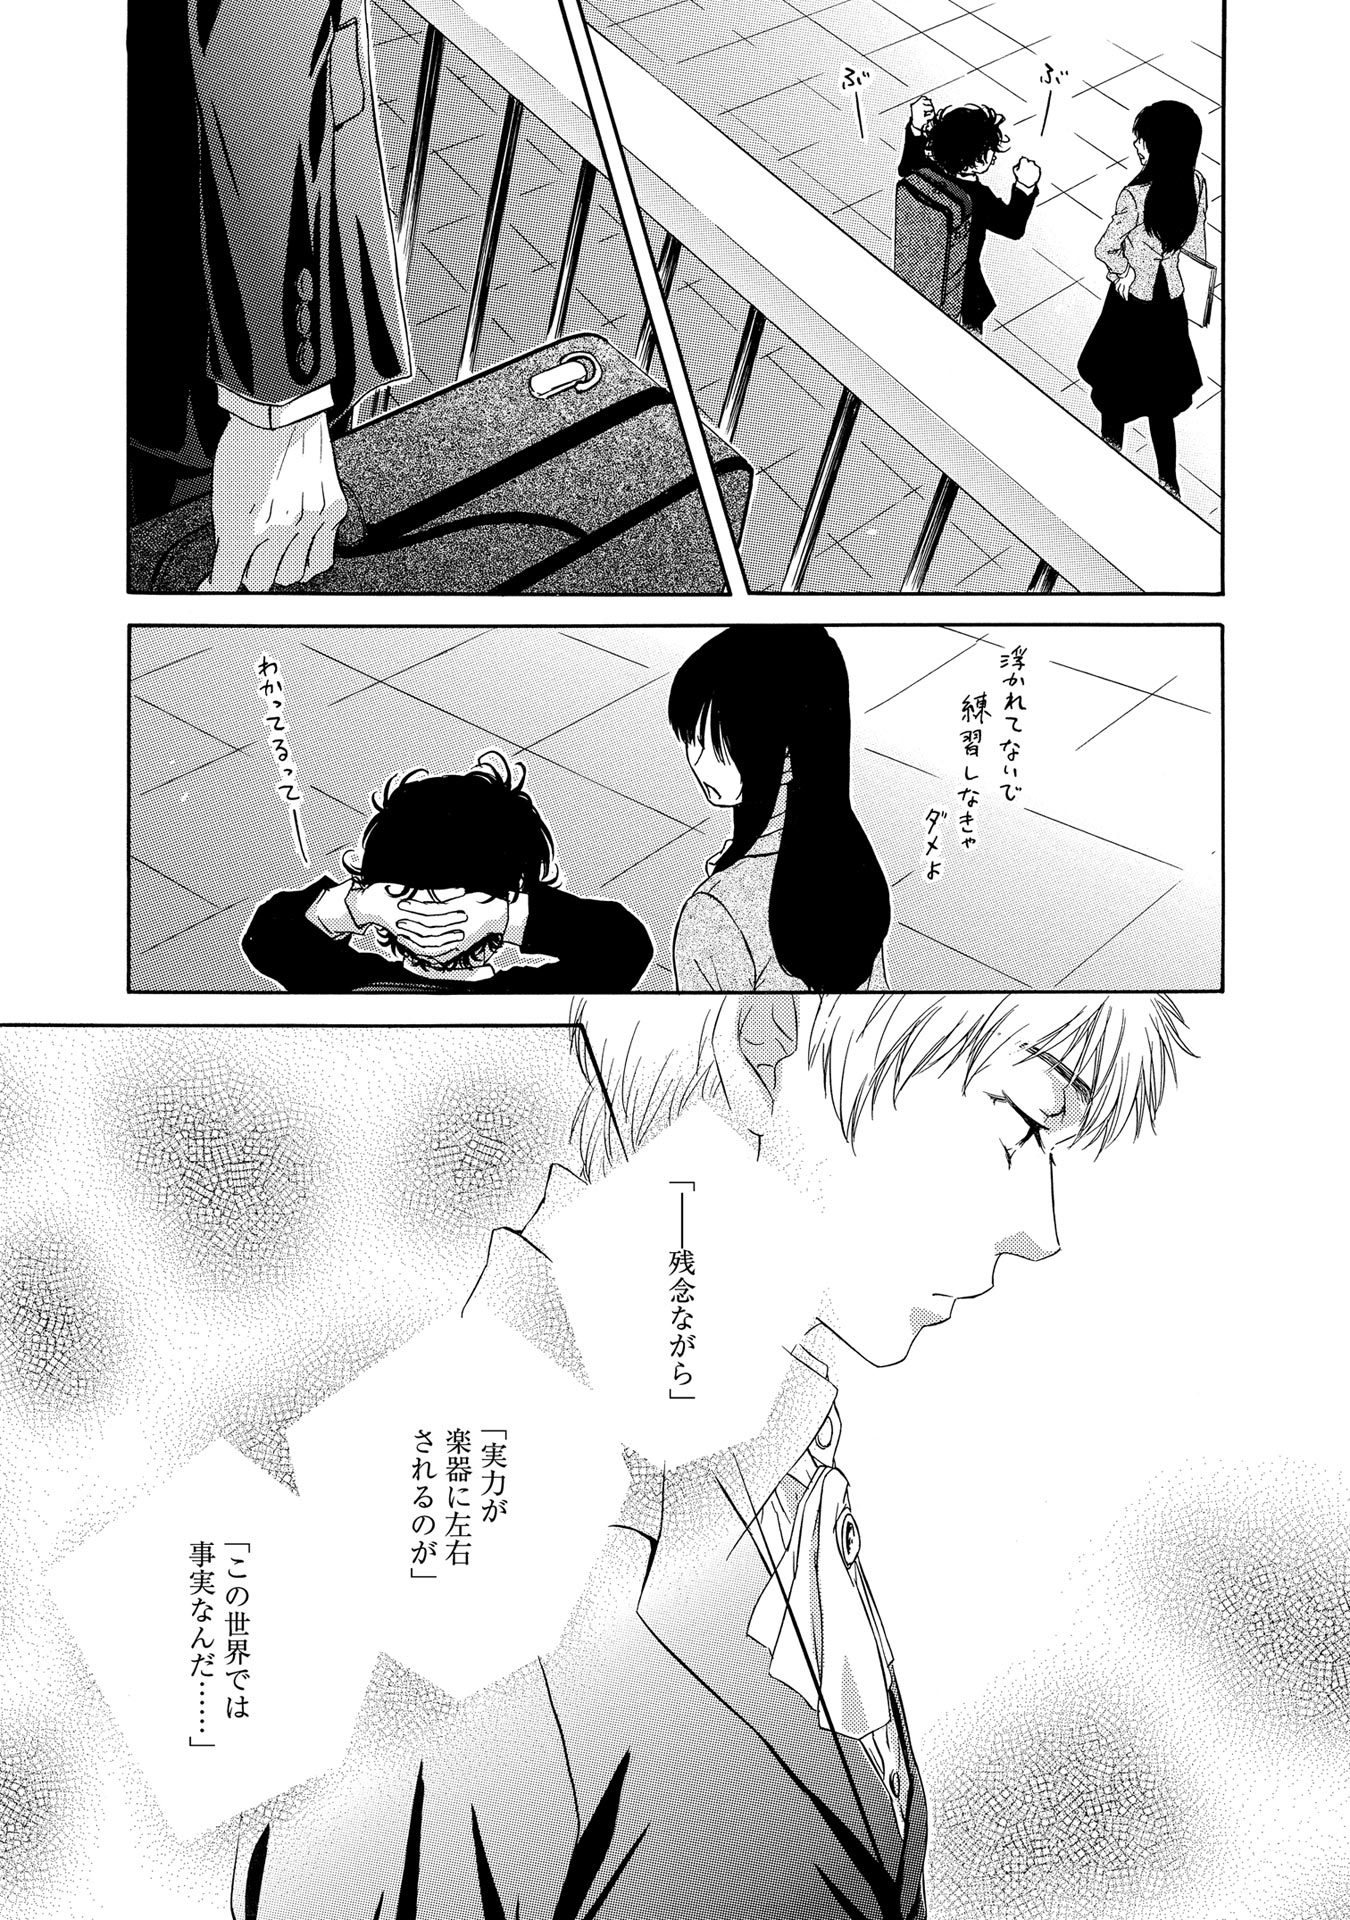 ぶー
ぶー
浮かれてないで
練習しなきゃ
ダメよ
わかってるってー
「――残念ながら」
「実力が
楽器に左右
されるのが」
「この世界では
事実なんだ……」